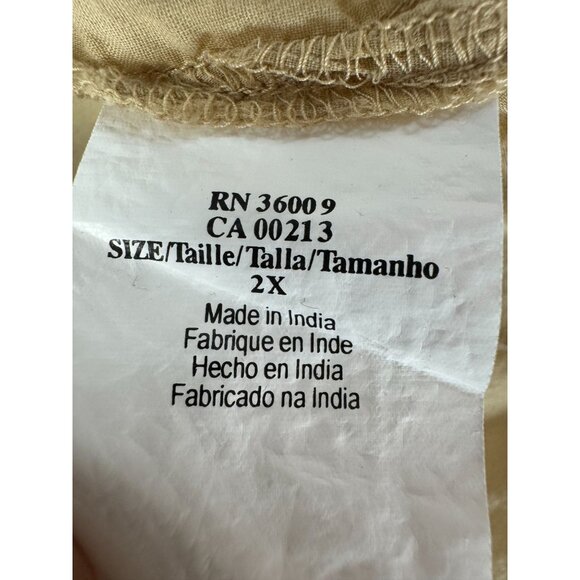 RN 36009
CA 00213
SIZE/Taille/Talla/Tamanho
2X
Made in India
Fabrique en Inde
Hecho en India
Fabricado na India